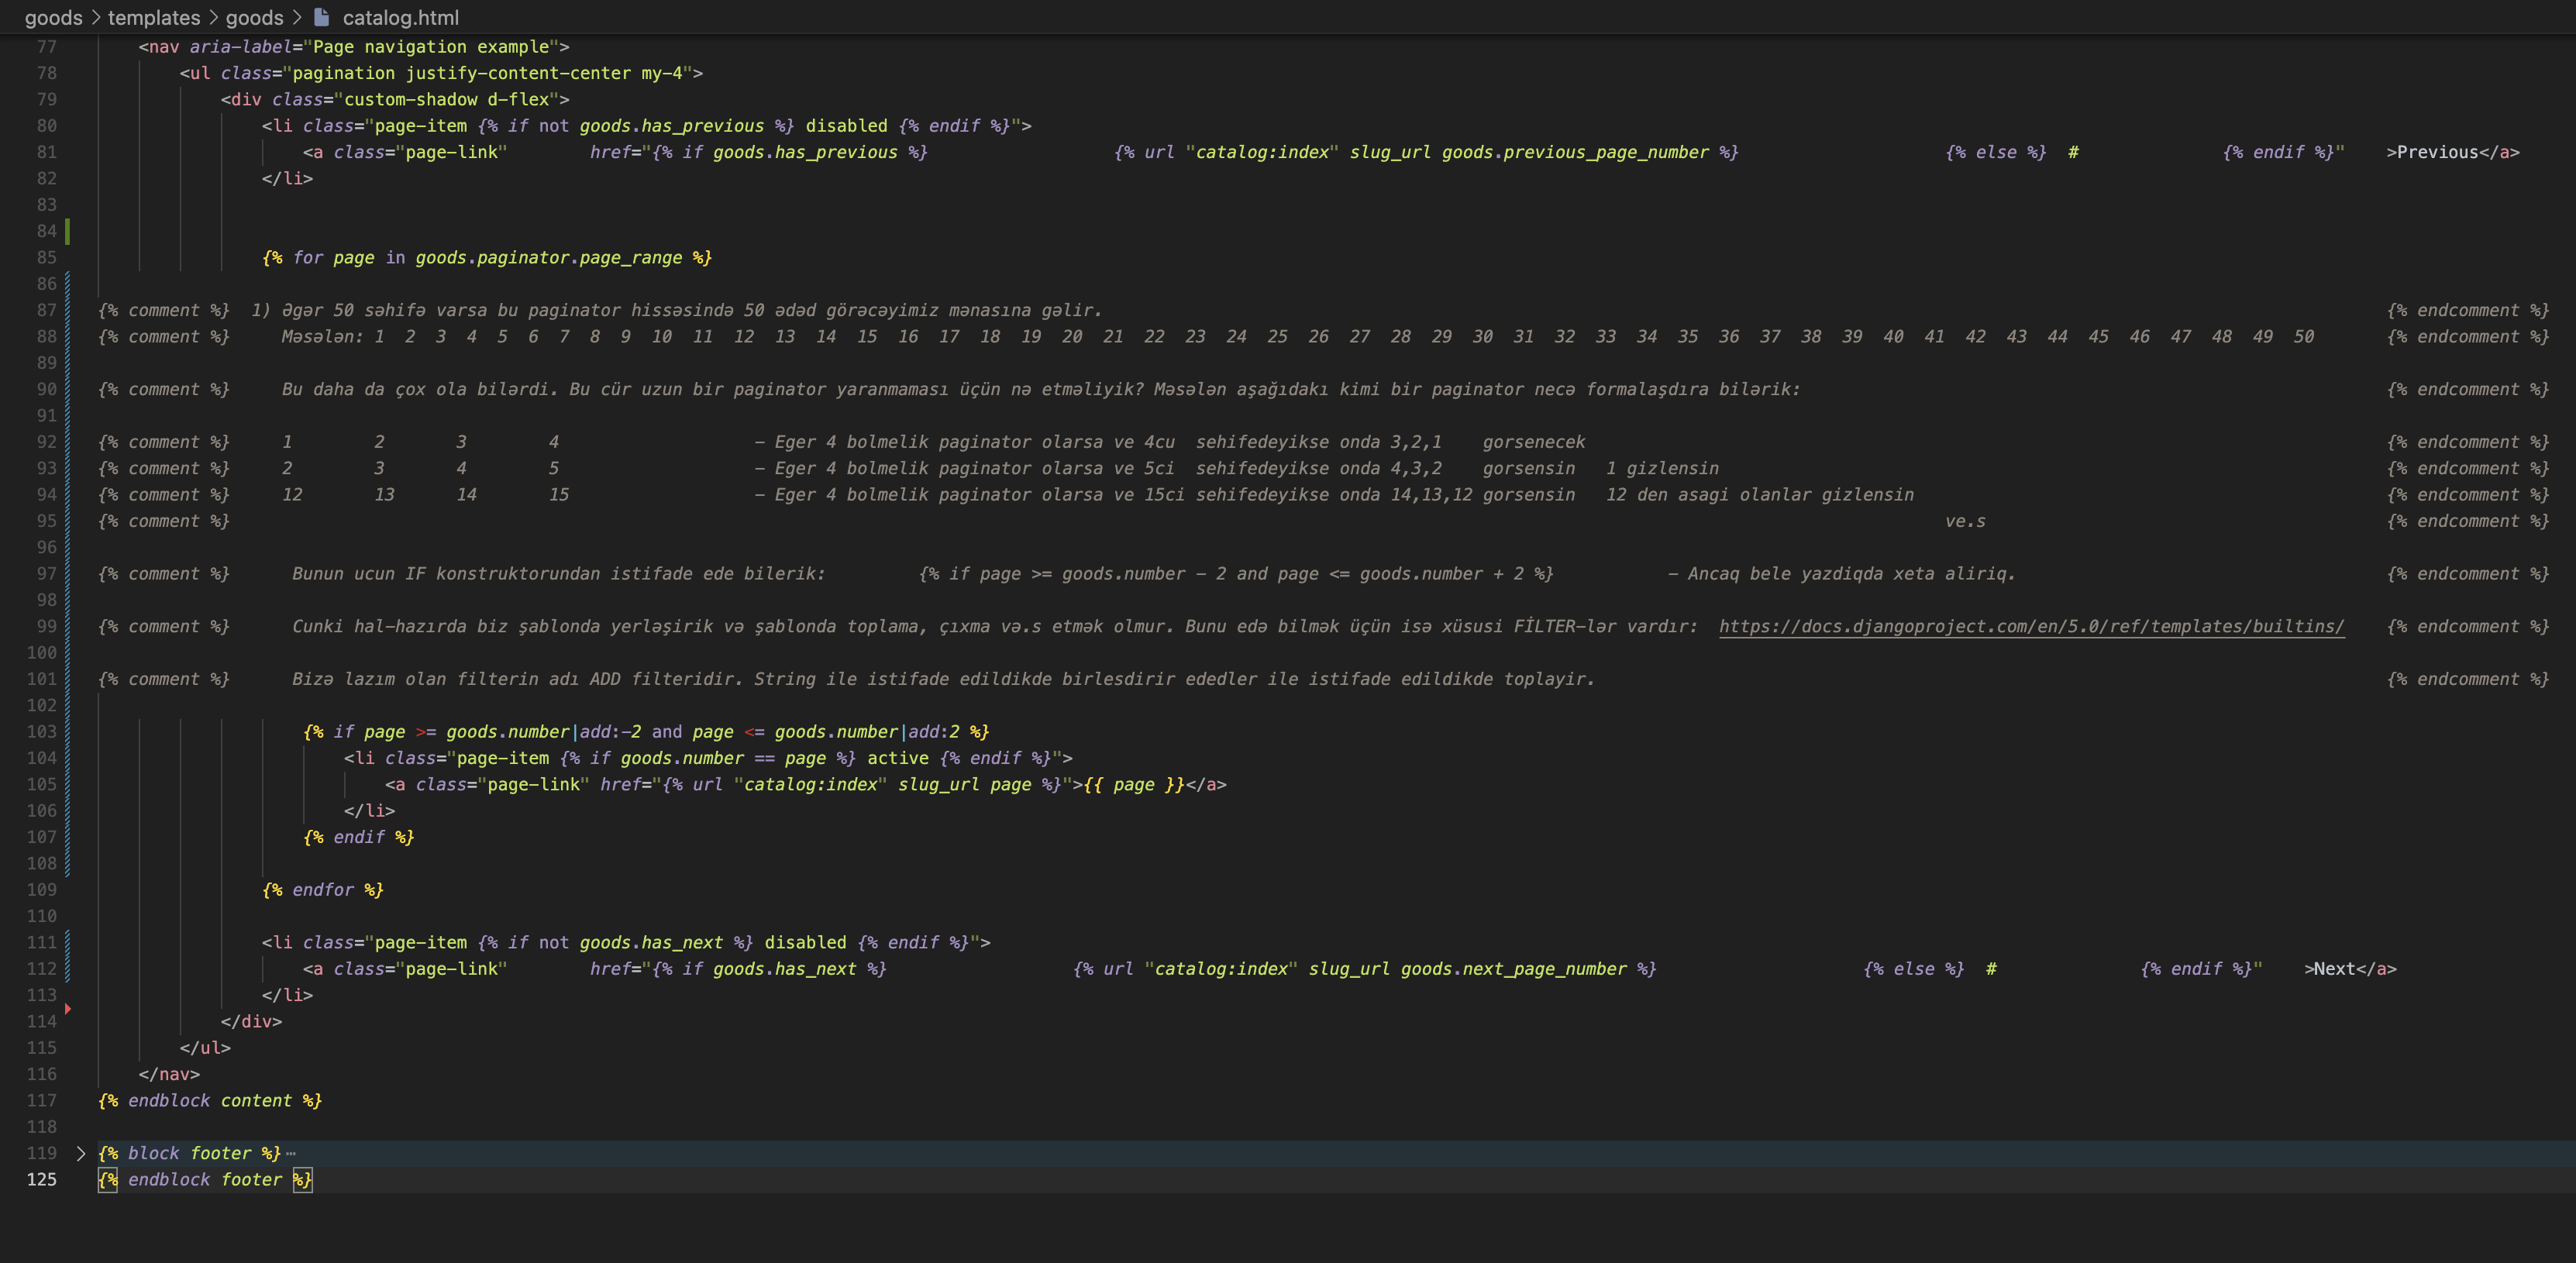 goods > templates > goods > catalog.html
77 <nav aria-label="Page navigation example">
78 <ul class="pagination justify-content-center my-4">
79 <div class="custom-shadow d-flex">
80 <li class="page-item {% if not goods.has_previous %} disabled {% endif %}">
81 <a class="page-link" href="{% if goods.has_previous %} {% url "catalog:index" slug_url goods.previous_page_number %} {% else %} # {% endif %}" >Previous</a>
82 </li>
83
84
85 {% for page in goods.paginator.page_range %}
86
87 {% comment %} 1) Əgər 50 səhifə varsa bu paginator hissəsində 50 ədəd görəcəyimiz mənasına gəlir. {% endcomment %}
88 {% comment %} Məsələn: 1 2 3 4 5 6 7 8 9 10 11 12 13 14 15 16 17 18 19 20 21 22 23 24 25 26 27 28 29 30 31 32 33 34 35 36 37 38 39 40 41 42 43 44 45 46 47 48 49 50 {% endcomment %}
89
90 {% comment %} Bu daha da çox ola bilərdi. Bu cür uzun bir paginator yaranmaması üçün nə etməliyik? Məsələn aşağıdakı kimi bir paginator necə formalaşdıra bilərik: {% endcomment %}
91
92 {% comment %} 1 2 3 4 – Eger 4 bolmelik paginator olarsa ve 4cu sehifedeyikse onda 3,2,1 gorsenecek {% endcomment %}
93 {% comment %} 2 3 4 5 – Eger 4 bolmelik paginator olarsa ve 5ci sehifedeyikse onda 4,3,2 gorsensin 1 gizlensin {% endcomment %}
94 {% comment %} 12 13 14 15 – Eger 4 bolmelik paginator olarsa ve 15ci sehifedeyikse onda 14,13,12 gorsensin 12 den asagi olanlar gizlensin {% endcomment %}
95 {% comment %} ve.s {% endcomment %}
96
97 {% comment %} Bunun ucun IF konstruktorundan istifade ede bilerik: {% if page >= goods.number - 2 and page <= goods.number + 2 %} – Ancaq bele yazdiqda xeta aliriq. {% endcomment %}
98
99 {% comment %} Cunki hal-hazırda biz şablonda yerləşirik və şablonda toplama, çıxma və.s etmək olmur. Bunu edə bilmək üçün isə xüsusi FİLTER-lər vardır: https://docs.djangoproject.com/en/5.0/ref/templates/builtins/ {% endcomment %}
100
101 {% comment %} Bizə lazım olan filterin adı ADD filteridir. String ile istifade edildikde birlesdirir ededler ile istifade edildikde toplayir. {% endcomment %}
102
103 {% if page >= goods.number|add:-2 and page <= goods.number|add:2 %}
104 <li class="page-item {% if goods.number == page %} active {% endif %}">
105 <a class="page-link" href="{% url "catalog:index" slug_url page %}">{{ page }}</a>
106 </li>
107 {% endif %}
108
109 {% endfor %}
110
111 <li class="page-item {% if not goods.has_next %} disabled {% endif %}">
112 <a class="page-link" href="{% if goods.has_next %} {% url "catalog:index" slug_url goods.next_page_number %} {% else %} # {% endif %}" >Next</a>
113 </li>
114 </div>
115 </ul>
116 </nav>
117 {% endblock content %}
118
119 {% block footer %} ⋯
125 {% endblock footer %}